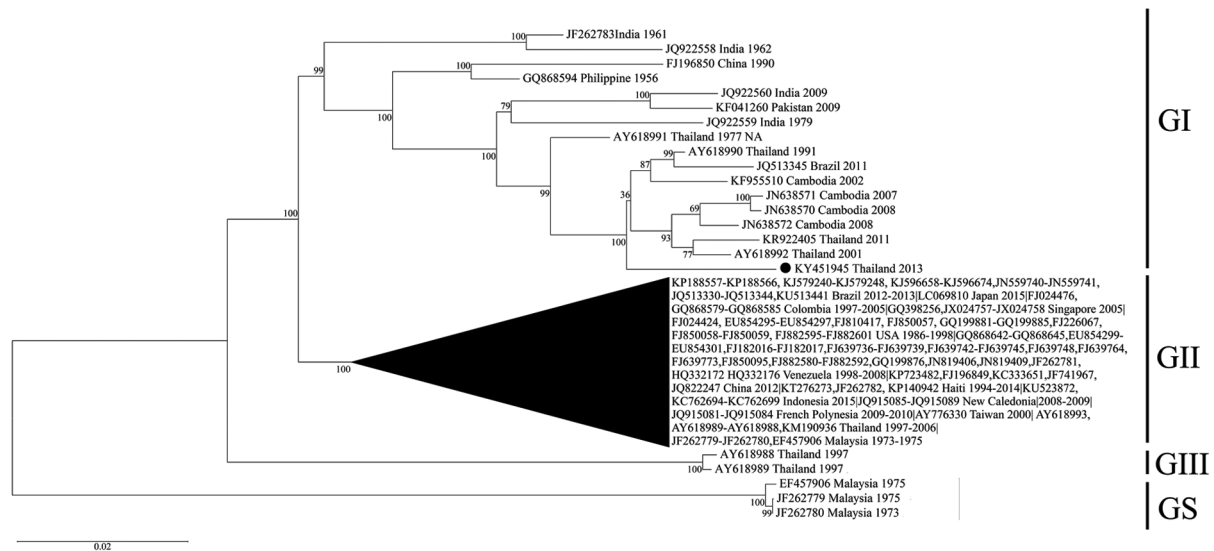 100 JF262783India 1961
JQ922558 India 1962
99
100 FJ196850 China 1990
GQ868594 Philippine 1956
100
100 JQ922560 India 2009
79 KF041260 Pakistan 2009
JQ922559 India 1979
100
AY618991 Thailand 1977 NA
99 AY618990 Thailand 1991
87 JQ513345 Brazil 2011
KF955510 Cambodia 2002
99
36
100 JN638571 Cambodia 2007
69 JN638570 Cambodia 2008
JN638572 Cambodia 2008
93
KR922405 Thailand 2011
77 AY618992 Thailand 2001
100
KY451945 Thailand 2013
GI
100
KP188557-KP188566, KJ579240-KJ579248, KJ596658-KJ596674,JN559740-JN559741,
JQ513330-JQ513344,KU513441 Brazil 2012-2013|LC069810 Japan 2015|FJ024476,
GQ868579-GQ868585 Colombia 1997-2005|GQ398256,JX024757-JX024758 Singapore 2005|
FJ024424, EU854295-EU854297,FJ810417, FJ850057, GQ199881-GQ199885,FJ226067,
FJ850058-FJ850059, FJ882595-FJ882601 USA 1986-1998|GQ868642-GQ868645,EU854299-
EU854301,FJ182016-FJ182017,FJ639736-FJ639739,FJ639742-FJ639745,FJ639748,FJ639764,
FJ639773,FJ850095,FJ882580-FJ882592,GQ199876,JN819406,JN819409,JF262781,
HQ332172 HQ332176 Venezuela 1998-2008|KP723482,FJ196849,KC333651,JF741967,
JQ822247 China 2012|KT276273,JF262782, KP140942 Haiti 1994-2014|KU523872,
KC762694-KC762699 Indonesia 2015|JQ915085-JQ915089 New Caledonia|2008-2009|
JQ915081-JQ915084 French Polynesia 2009-2010|AY776330 Taiwan 2000| AY618993,
AY618989-AY618988,KM190936 Thailand 1997-2006|
JF262779-JF262780,EF457906 Malaysia 1973-1975
100
GII
AY618988 Thailand 1997
100 AY618989 Thailand 1997
GIII
EF457906 Malaysia 1975
100 JF262779 Malaysia 1975
99 JF262780 Malaysia 1973
GS
0.02